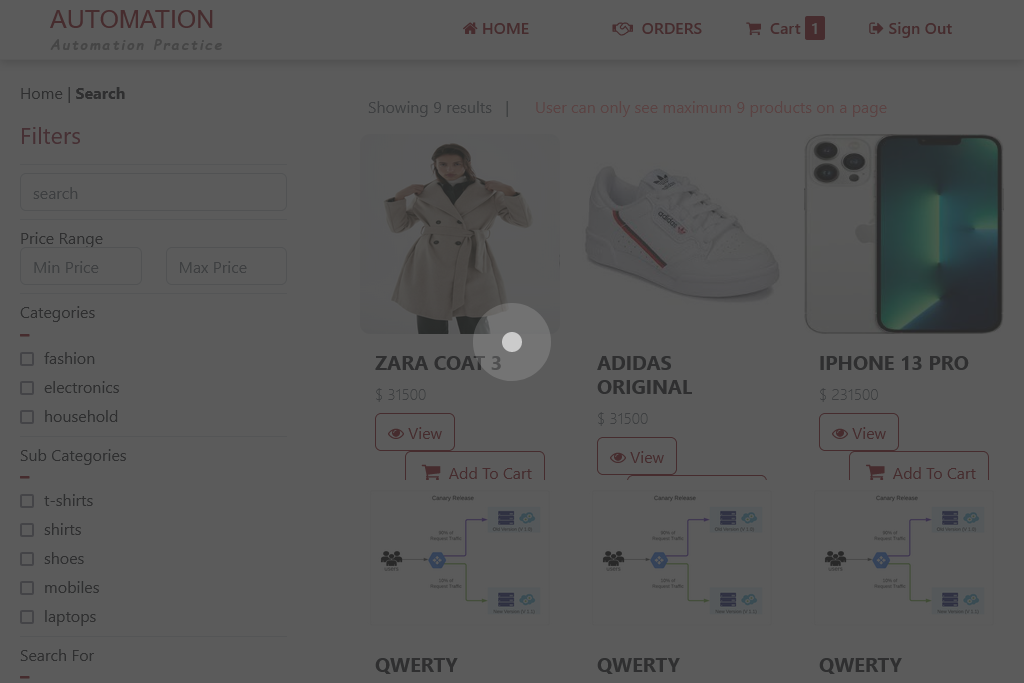 AUTOMATION
Automation Practice
HOME
ORDERS
Cart 1
Sign Out
Home | Search
Showing 9 results |
User can only see maximum 9 products on a page
Filters
search
Price Range
Min Price
Max Price
Categories
fashion
electronics
household
Sub Categories
t-shirts
shirts
shoes
mobiles
laptops
Search For
adidas
ZARA COAT 3
$ 31500
View
Add To Cart
ADIDAS
ORIGINAL
$ 31500
View
IPHONE 13 PRO
$ 231500
View
Add To Cart
Canary Release
Canary Release
Canary Release
QWERTY
QWERTY
QWERTY